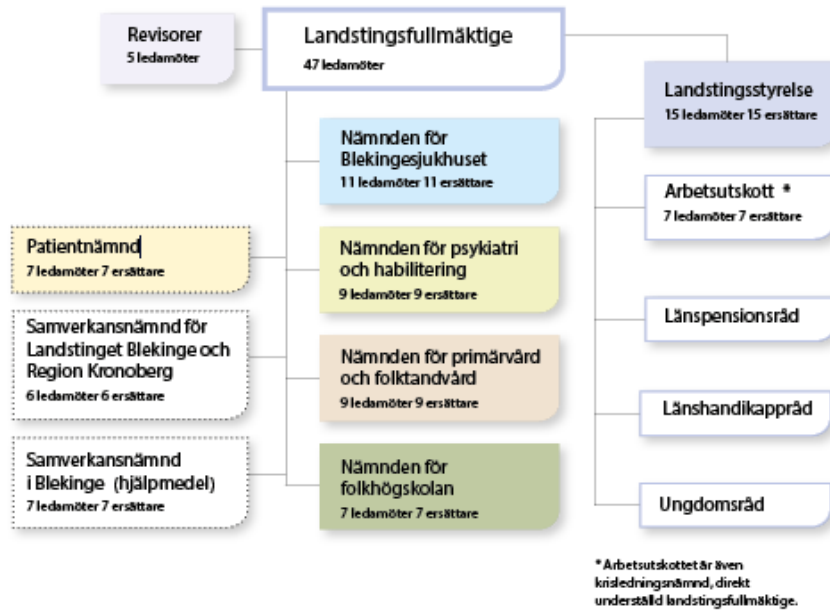 Revisorer
5 ledamöter
Landstingsfullmäktige
47 ledamöter
Landstingsstyrelse
15 ledamöter 15 ersättare
Nämnden för
Blekingesjukhuset
11 ledamöter 11 ersättare
Arbetsutskott *
7 ledamöter 7 ersättare
Patientnämnd
7 ledamöter 7 ersättare
Nämnden för psykiatri
och habilitering
9 ledamöter 9 ersättare
Länspensionsråd
Samverkansnämnd för
Landstinget Blekinge och
Region Kronoberg
6 ledamöter 6 ersättare
Nämnden för primärvård
och folktandvård
9 ledamöter 9 ersättare
Länshandikappråd
Samverkansnämnd
i Blekinge (hjälpmedel)
7 ledamöter 7 ersättare
Nämnden för
folkhögskolan
7 ledamöter 7 ersättare
Ungdomsråd
* Arbetsutskottet är även
krisledningsnämnd, direkt
underställd landstingsfullmäktige.